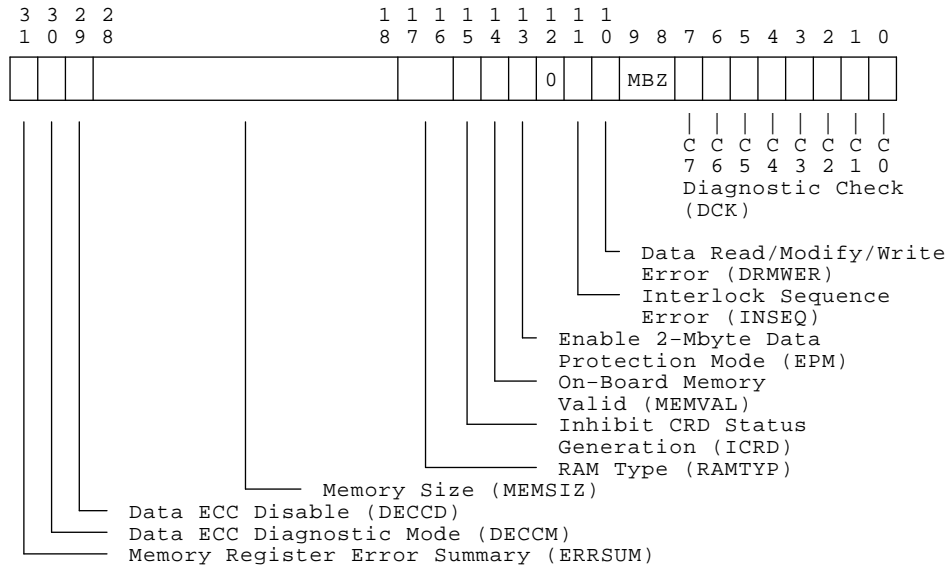 3 3 2 2 1 1 1 1 1 1 1 1 1
1 0 9 8 8 7 6 5 4 3 2 1 0 9 8 7 6 5 4 3 2 1 0
0 MBZ
C C C C C C C C
7 6 5 4 3 2 1 0
Diagnostic Check
(DCK)
Data Read/Modify/Write
Error (DRMWER)
Interlock Sequence
Error (INSEQ)
Enable 2-Mbyte Data
Protection Mode (EPM)
On-Board Memory
Valid (MEMVAL)
Inhibit CRD Status
Generation (ICRD)
RAM Type (RAMTYP)
Memory Size (MEMSIZ)
Data ECC Disable (DECCD)
Data ECC Diagnostic Mode (DECCM)
Memory Register Error Summary (ERRSUM)